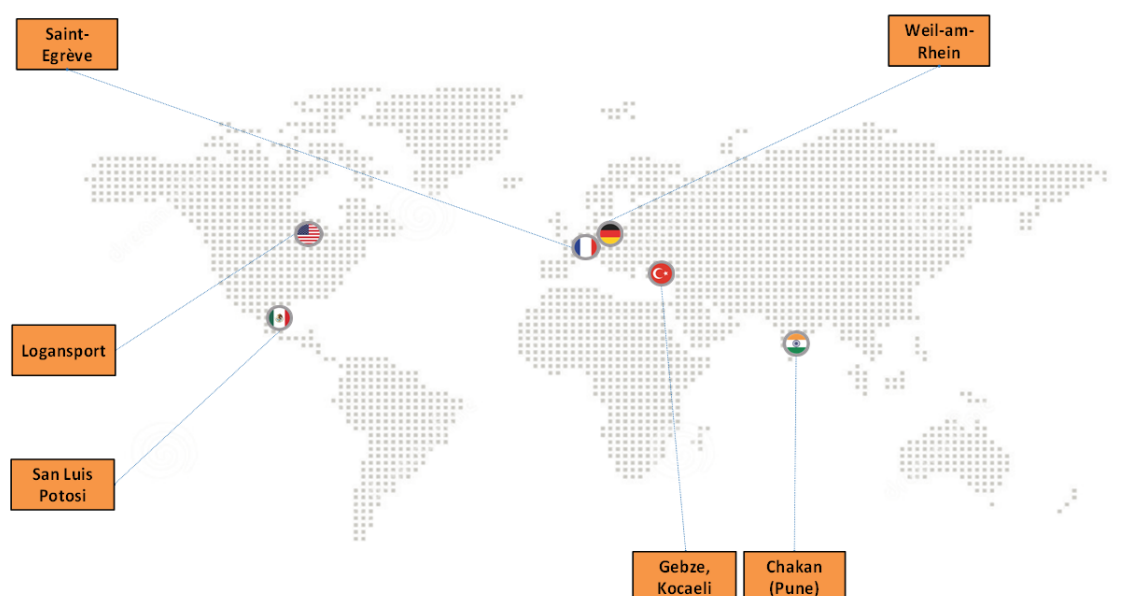 Saint-
Egrève
Weil-am-
Rhein
Logansport
San Luis
Potosi
Gebze,
Kocaeli
Chakan
(Pune)